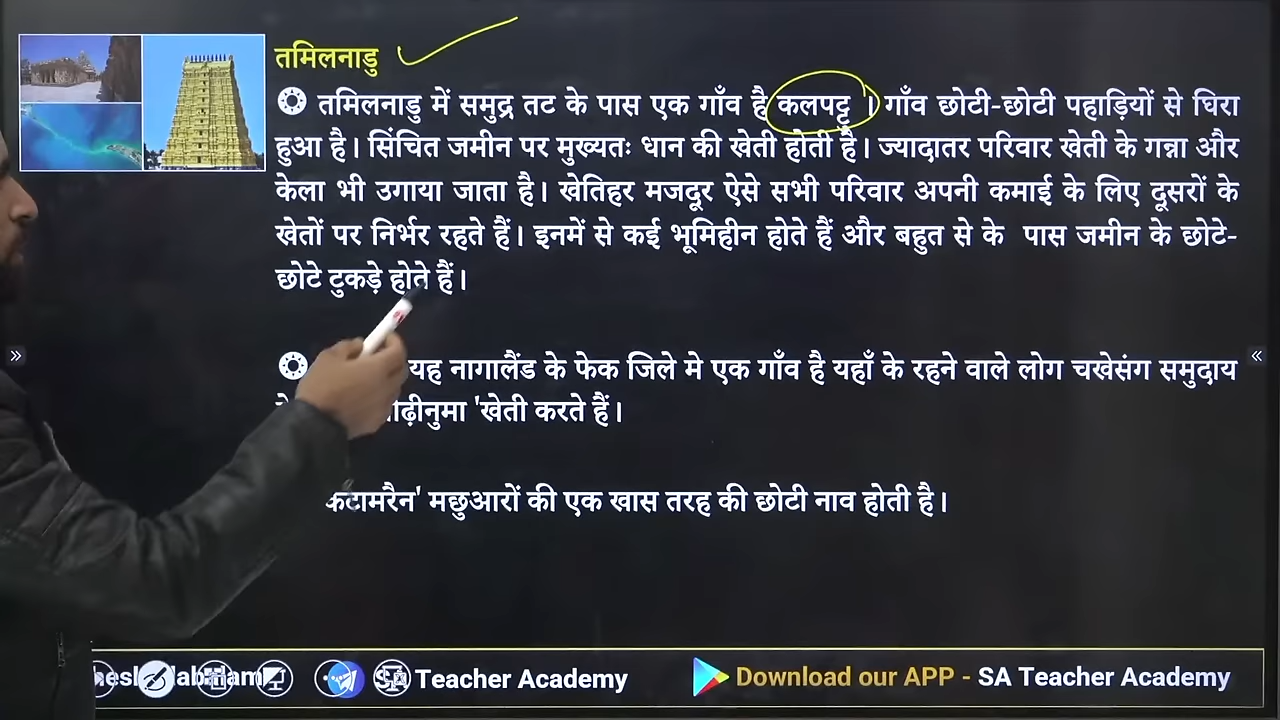 तमिलनाडु
तमिलनाडु में समुद्र तट के पास एक गाँव है कलपट्टु । गाँव छोटी-छोटी पहाड़ियों से घिरा
हुआ है। सिंचित जमीन पर मुख्यतः धान की खेती होती है। ज्यादातर परिवार खेती के गन्ना और
केला भी उगाया जाता है। खेतिहर मजदूर ऐसे सभी परिवार अपनी कमाई के लिए दूसरों के
खेतों पर निर्भर रहते हैं। इनमें से कई भूमिहीन होते हैं और बहुत से के पास जमीन के छोटे-
छोटे टुकड़े होते हैं।
यह नागालैंड के फेक जिले मे एक गाँव है यहाँ के रहने वाले लोग चखेसंग समुदाय
'खेती करते हैं।
कटामरैन' मछुआरों की एक खास तरह की छोटी नाव होती है।
Teacher Academy
Download our APP - SA Teacher Academy